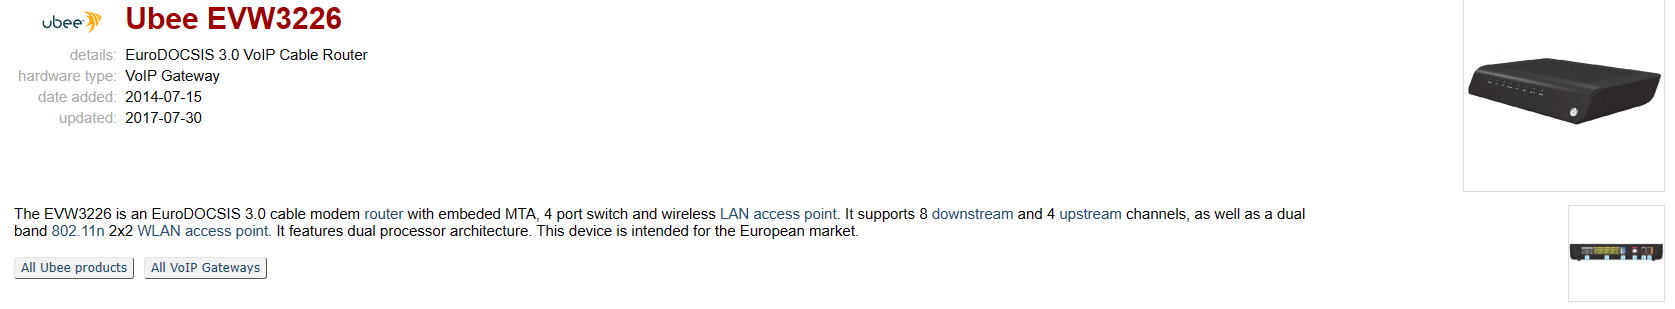 ubee
Ubee EVW3226
details: EuroDOCSIS 3.0 VoIP Cable Router
hardware type: VoIP Gateway
date added: 2014-07-15
updated: 2017-07-30
The EVW3226 is an EuroDOCSIS 3.0 cable modem router with embeded MTA, 4 port switch and wireless LAN access point. It supports 8 downstream and 4 upstream channels, as well as a dual
band 802.11n 2x2 WLAN access point. It features dual processor architecture. This device is intended for the European market.
All Ubee products All VoIP Gateways